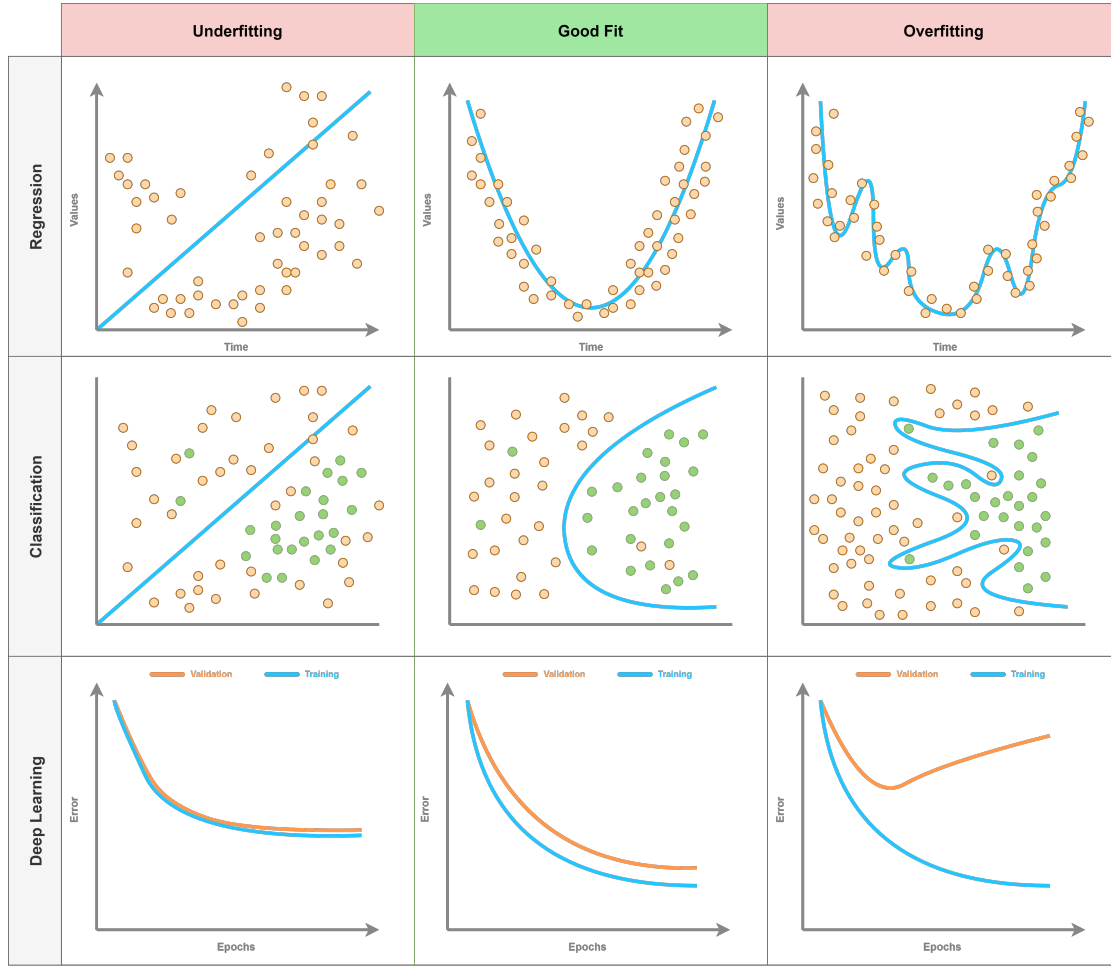 Underfitting
Good Fit
Overfitting
Regression
Values
Time
Values
Time
Values
Time
Classification
Deep Learning
Validation
Training
Error
Epochs
Validation
Training
Error
Epochs
Validation
Training
Error
Epochs